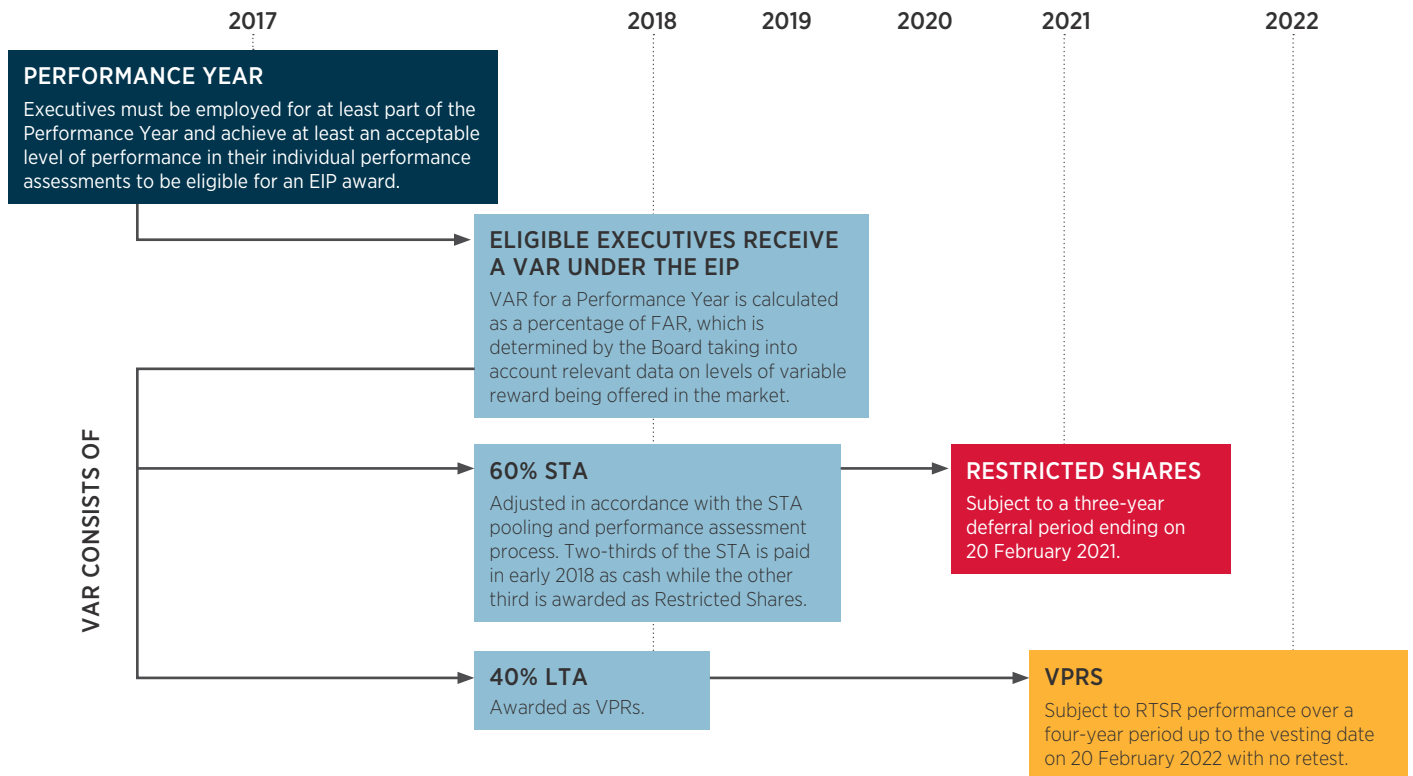 2017
2018
2019
2020
2021
2022
PERFORMANCE YEAR
Executives must be employed for at least part of the
Performance Year and achieve at least an acceptable
level of performance in their individual performance
assessments to be eligible for an EIP award.
ELIGIBLE EXECUTIVES RECEIVE
A VAR UNDER THE EIP
VAR for a Performance Year is calculated
as a percentage of FAR, which is
determined by the Board taking into
account relevant data on levels of variable
reward being offered in the market.
VAR CONSISTS OF
60% STA
Adjusted in accordance with the STA
pooling and performance assessment
process. Two-thirds of the STA is paid
in early 2018 as cash while the other
third is awarded as Restricted Shares.
RESTRICTED SHARES
Subject to a three-year
deferral period ending on
20 February 2021.
40% LTA
Awarded as VPRs.
VPRS
Subject to RTSR performance over a
four-year period up to the vesting date
on 20 February 2022 with no retest.